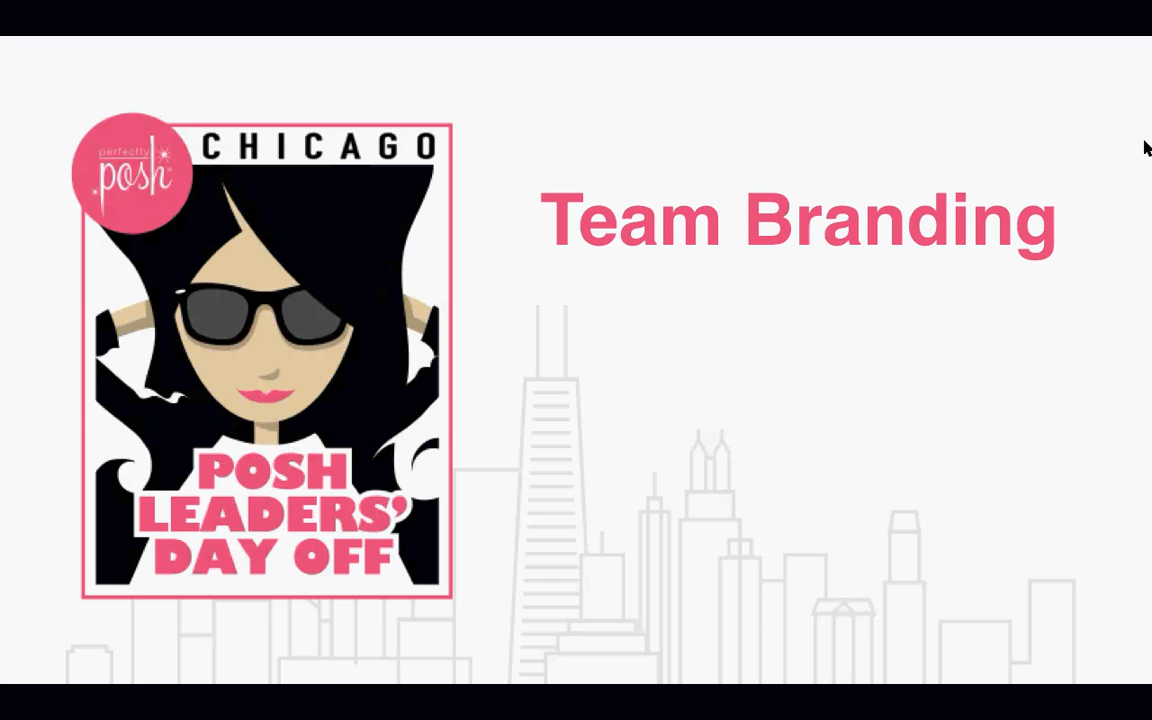 perfectly
posh
CHICAGO
Team Branding
POSH
LEADERS'
DAY OFF